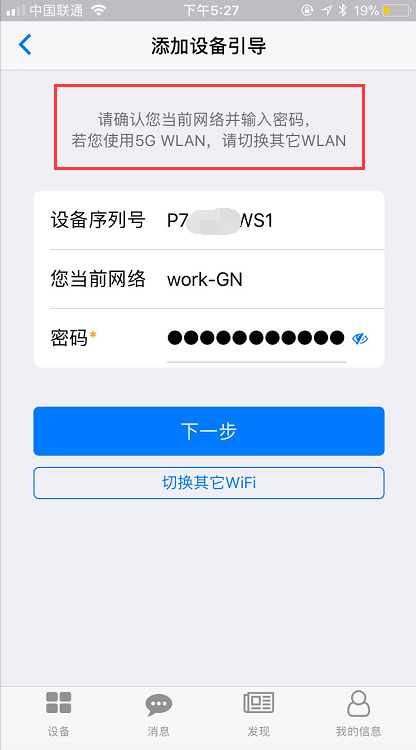 中国联通 下午5:27 19%
添加设备引导
请确认您当前网络并输入密码，
若您使用5G WLAN，请切换其它WLAN
设备序列号 P7 WS1
您当前网络 work-GN
密码* ●●●●●●●●●●●
下一步
切换其它WiFi
设备 消息 发现 我的信息